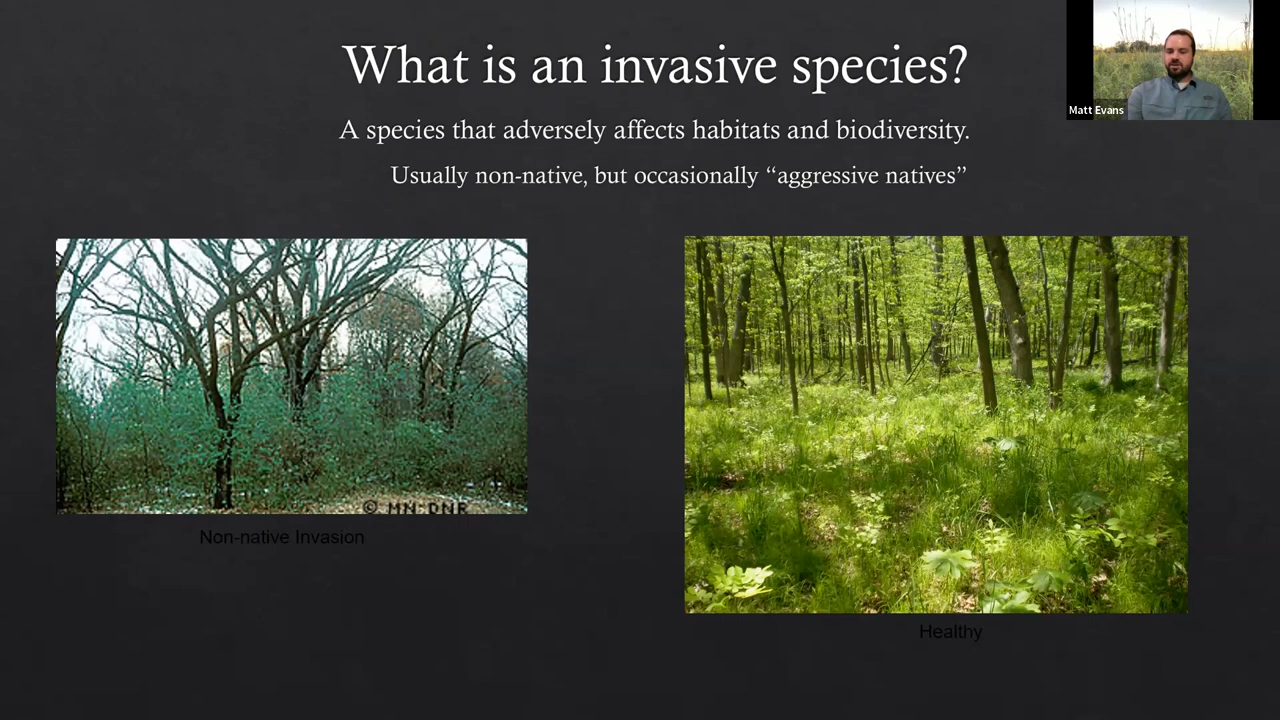 What is an invasive species?
Matt Evans
A species that adversely affects habitats and biodiversity.
Usually non-native, but occasionally “aggressive natives”
© MN DNR
Non-native Invasion
Healthy